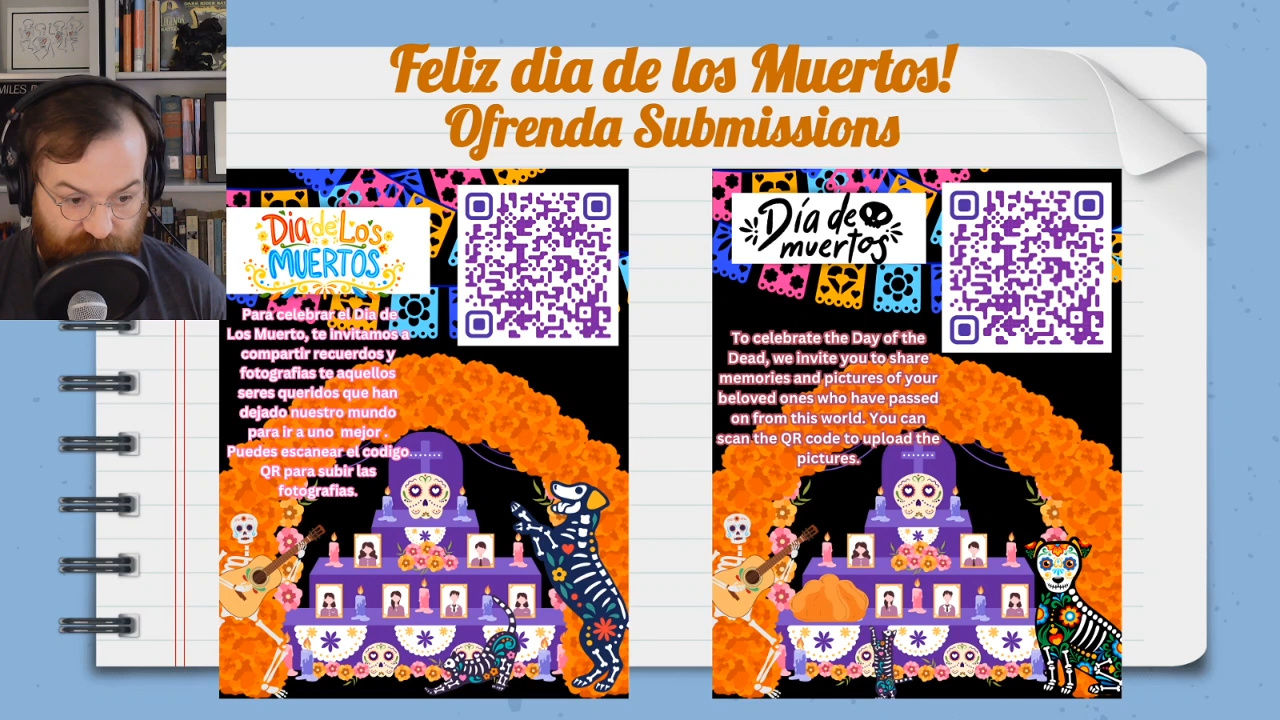 Feliz dia de los Muertos!
Ofrenda Submissions
Dia de Los
MUERTOS
Para celebrar el Dia de
Los Muerto, te invitamos a
compartir recuerdos y
fotografias te aquellos
seres queridos que han
dejado nuestro mundo
para ir a uno mejor .
Puedes escanear el codigo
QR para subir las
fotografias.
Día de
muertos
To celebrate the Day of the
Dead, we invite you to share
memories and pictures of your
beloved ones who have passed
on from this world. You can
scan the QR code to upload the
pictures.